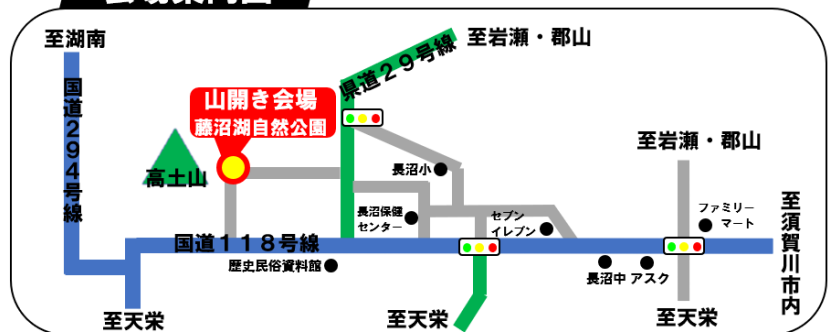 会場案内図
至湖南
国道294号線
県道29号線
至岩瀬・郡山
山開き会場
藤沼湖自然公園
高土山
長沼小
至岩瀬・郡山
長沼保健
センター
セブン
イレブン
ファミリー
マート
至須賀川市内
国道118号線
歴史民俗資料館
長沼中
アスク
至天栄
至天栄
至天栄